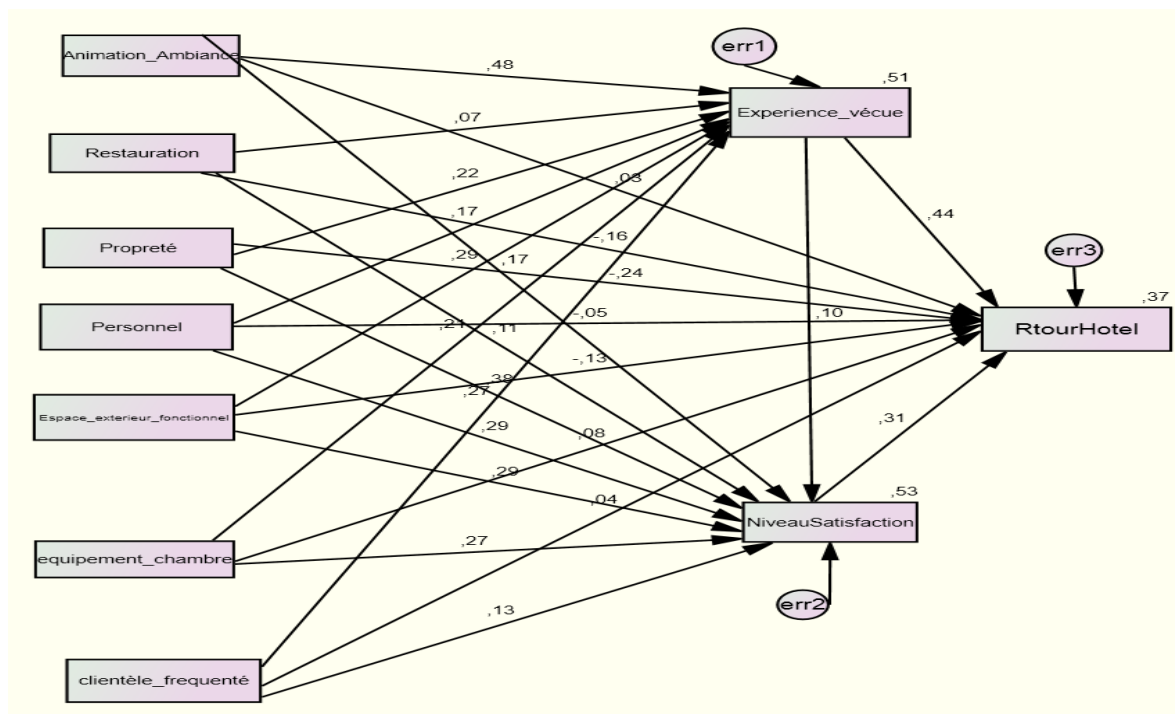 err1
Animation_Ambiance
,48
,51
Experience_vécue
,07
Restauration
,22
,03
,17
,44
-,16
Propreté
,29
,17
-,24
err3
,37
Personnel
,21
,11
-,05
,10
RtourHotel
-,13
,38
,27
Espace_exterieur_fonctionnel
,29
,08
,31
,29
,04
,53
NiveauSatisfaction
equipement_chambre
,27
err2
,13
clientèle_frequenté